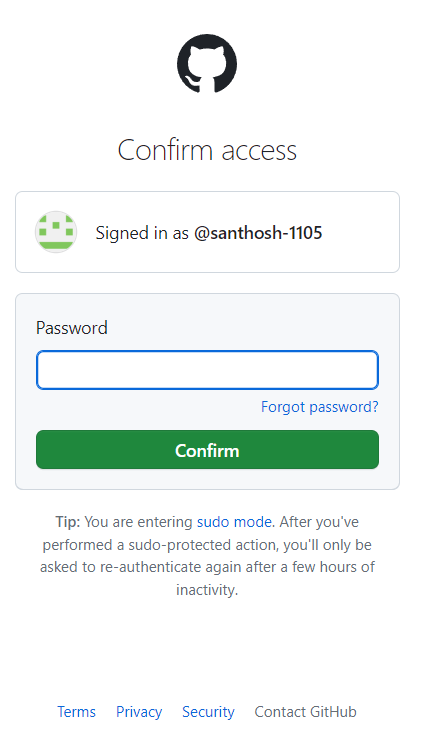 Confirm access
Signed in as @santhosh-1105
Password
Forgot password?
Confirm
Tip: You are entering sudo mode. After you've
performed a sudo-protected action, you'll only be
asked to re-authenticate again after a few hours of
inactivity.
Terms Privacy Security Contact GitHub